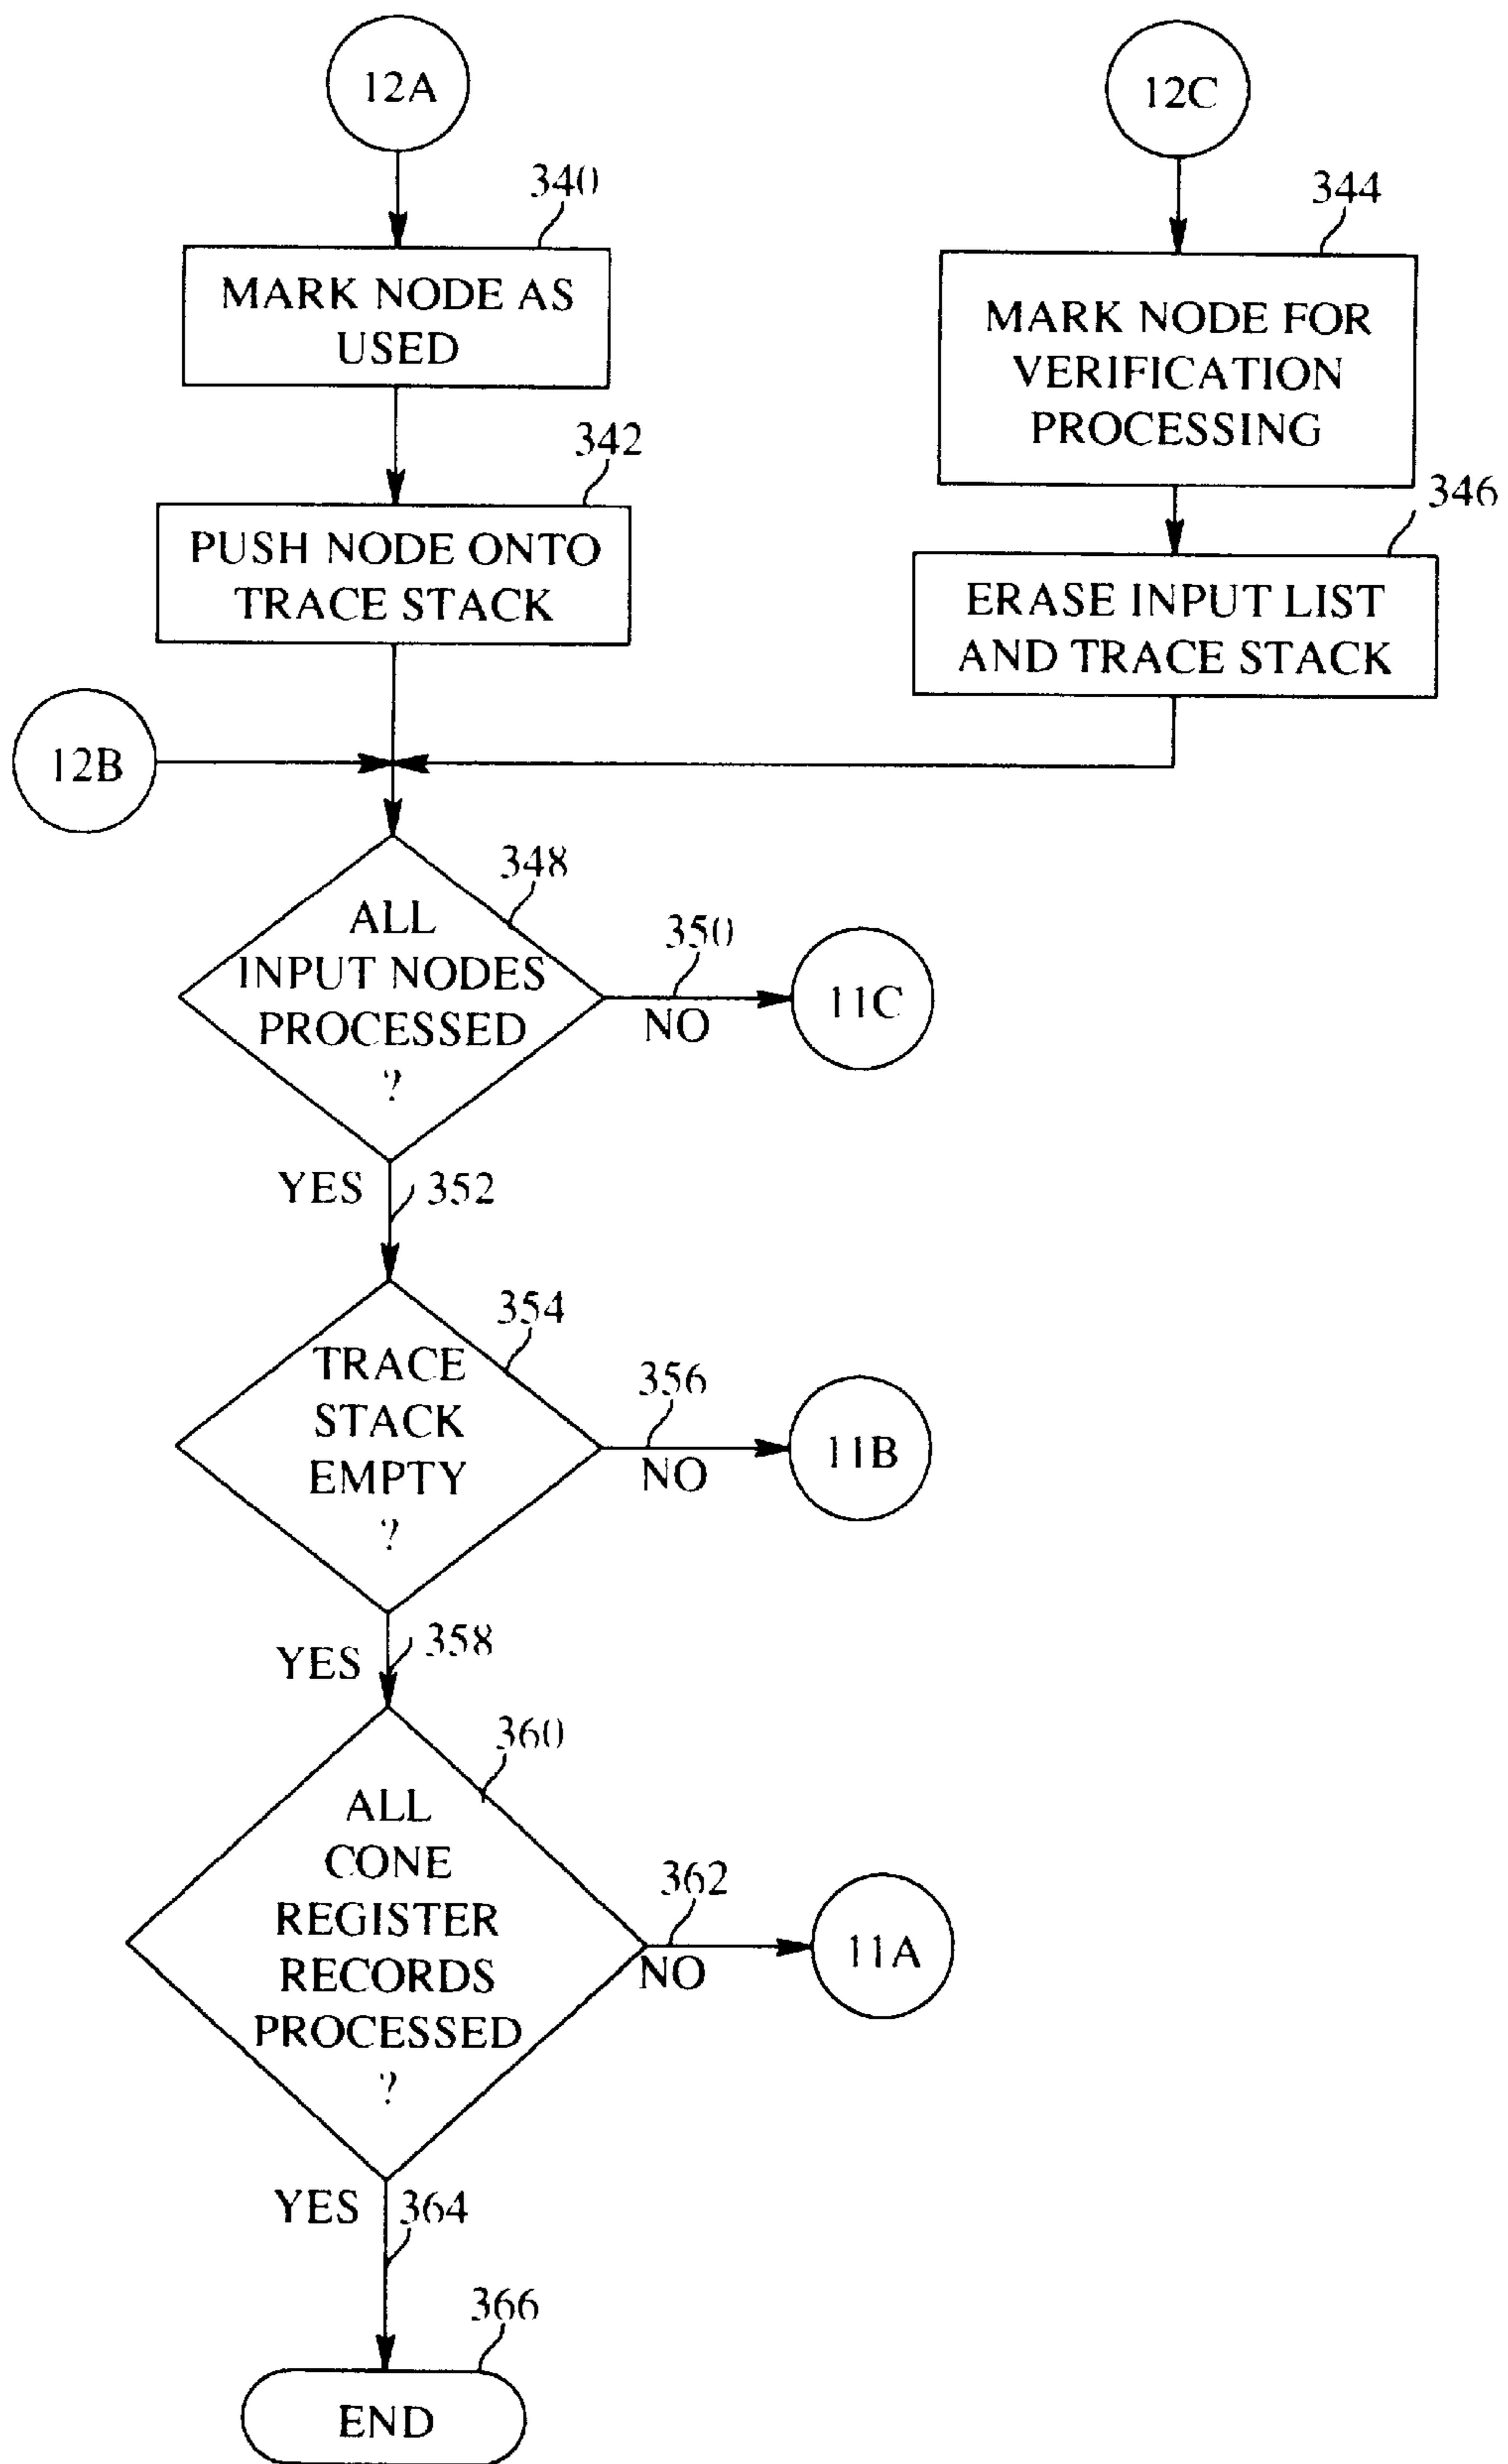 12A
12C
340
344
MARK NODE AS
USED
MARK NODE FOR
VERIFICATION
PROCESSING
342
346
PUSH NODE ONTO
TRACE STACK
ERASE INPUT LIST
AND TRACE STACK
12B
348
ALL
INPUT NODES
PROCESSED
?
350
NO
11C
YES
352
354
TRACE
STACK
EMPTY
?
356
NO
11B
YES
358
360
ALL
CONE
REGISTER
RECORDS
PROCESSED
?
362
NO
11A
YES
364
366
END